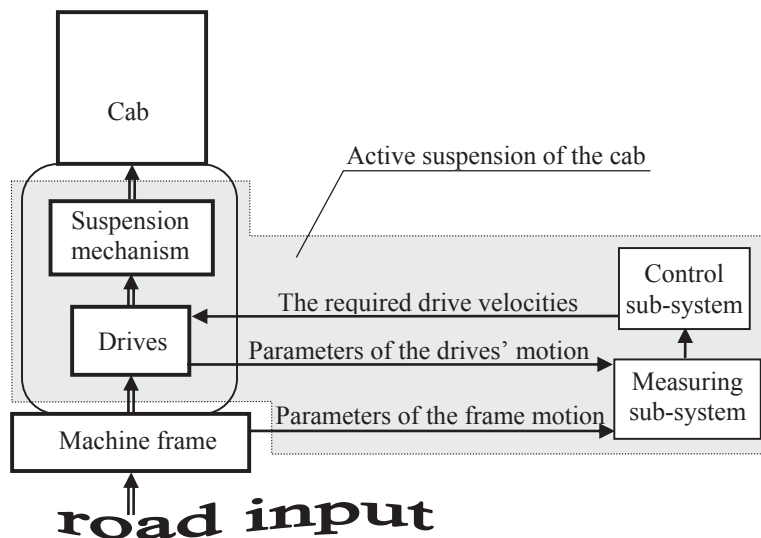 Cab
Active suspension of the cab
Suspension
mechanism
Control
sub-system
The required drive velocities
Drives
Parameters of the drives’ motion
Measuring
sub-system
Parameters of the frame motion
Machine frame
road input